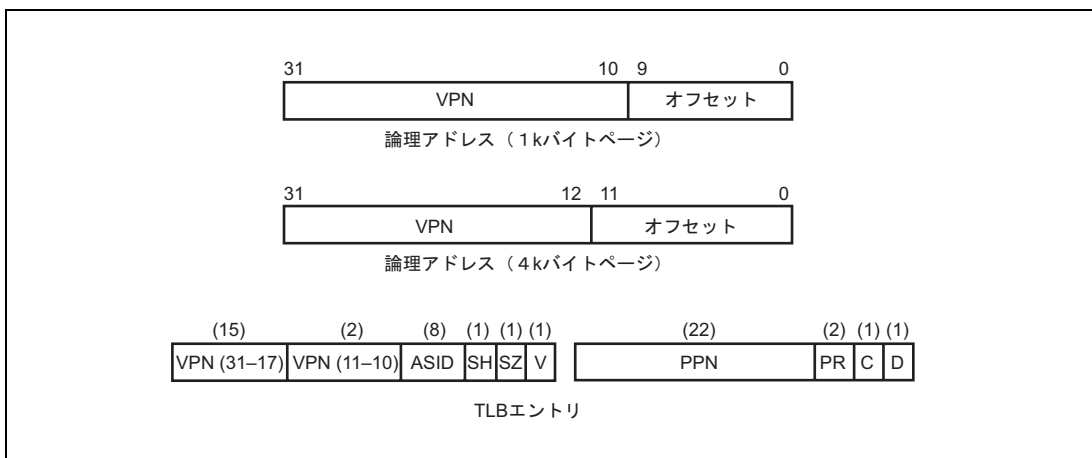 31 10 9 0
VPN オフセット
論理アドレス（1kバイトページ）
31 12 11 0
VPN オフセット
論理アドレス（4kバイトページ）
(15) (2) (8) (1) (1) (1) (22) (2) (1) (1)
VPN (31–17) VPN (11–10) ASID SH SZ V PPN PR C D
TLBエントリ